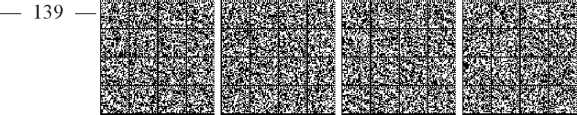 — 139 —